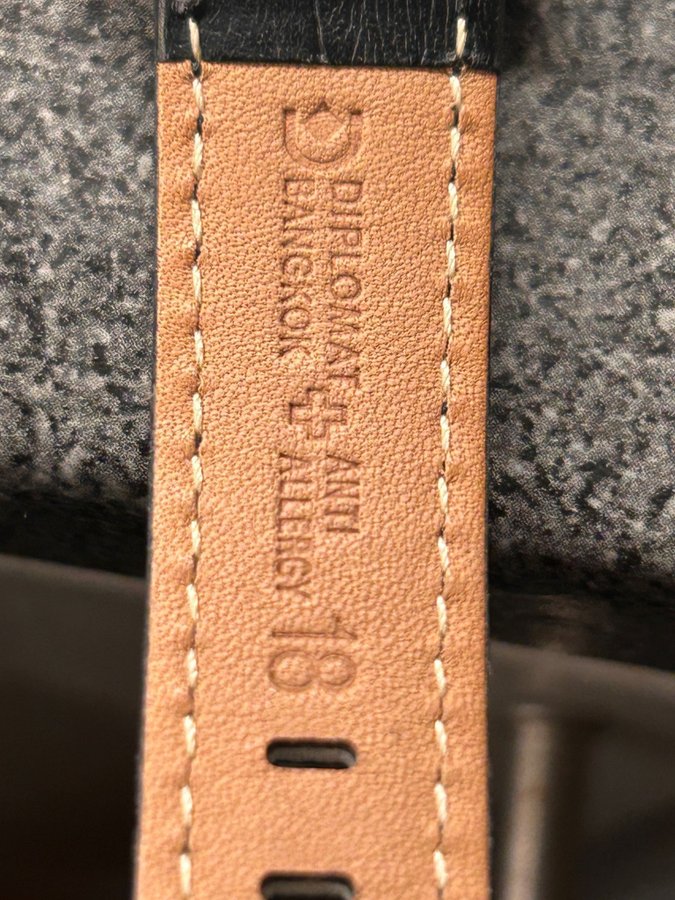 DIPLOMAT
BANGKOK
ANTI
ALLERGY
18